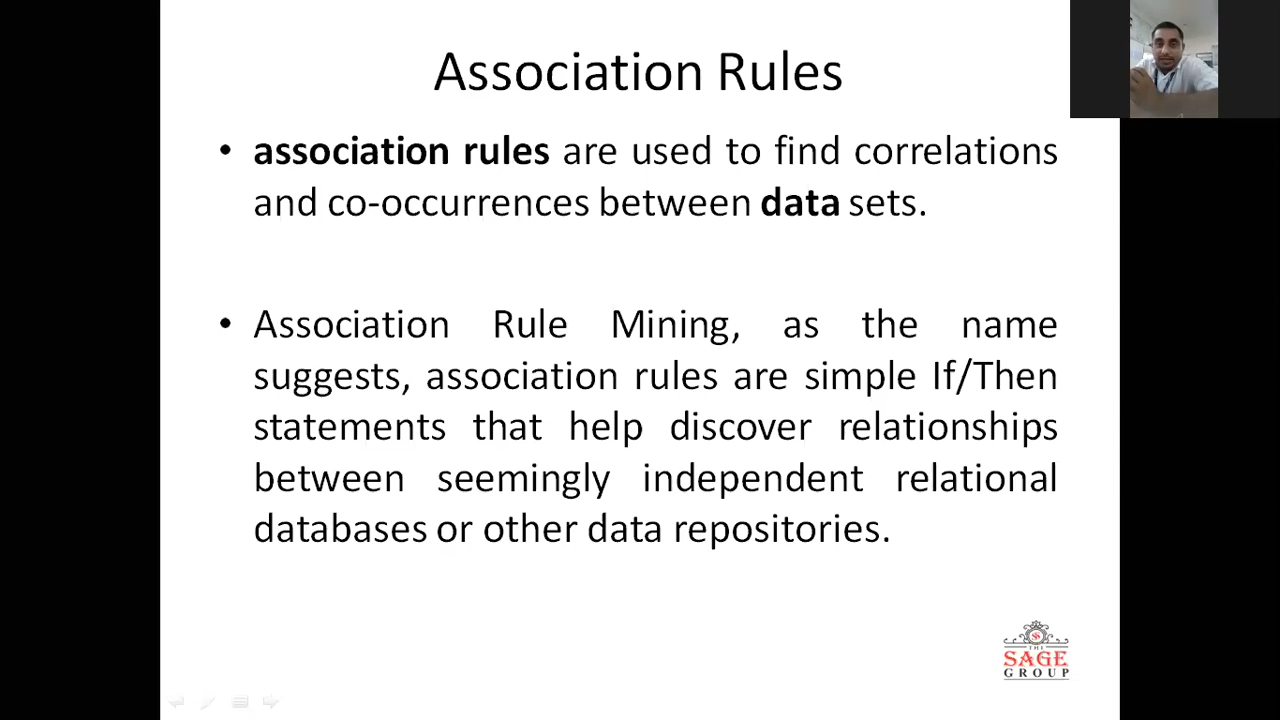 Association Rules
• association rules are used to find correlations
and co-occurrences between data sets.
• Association Rule Mining, as the name
suggests, association rules are simple If/Then
statements that help discover relationships
between seemingly independent relational
databases or other data repositories.
THE
SAGE
GROUP